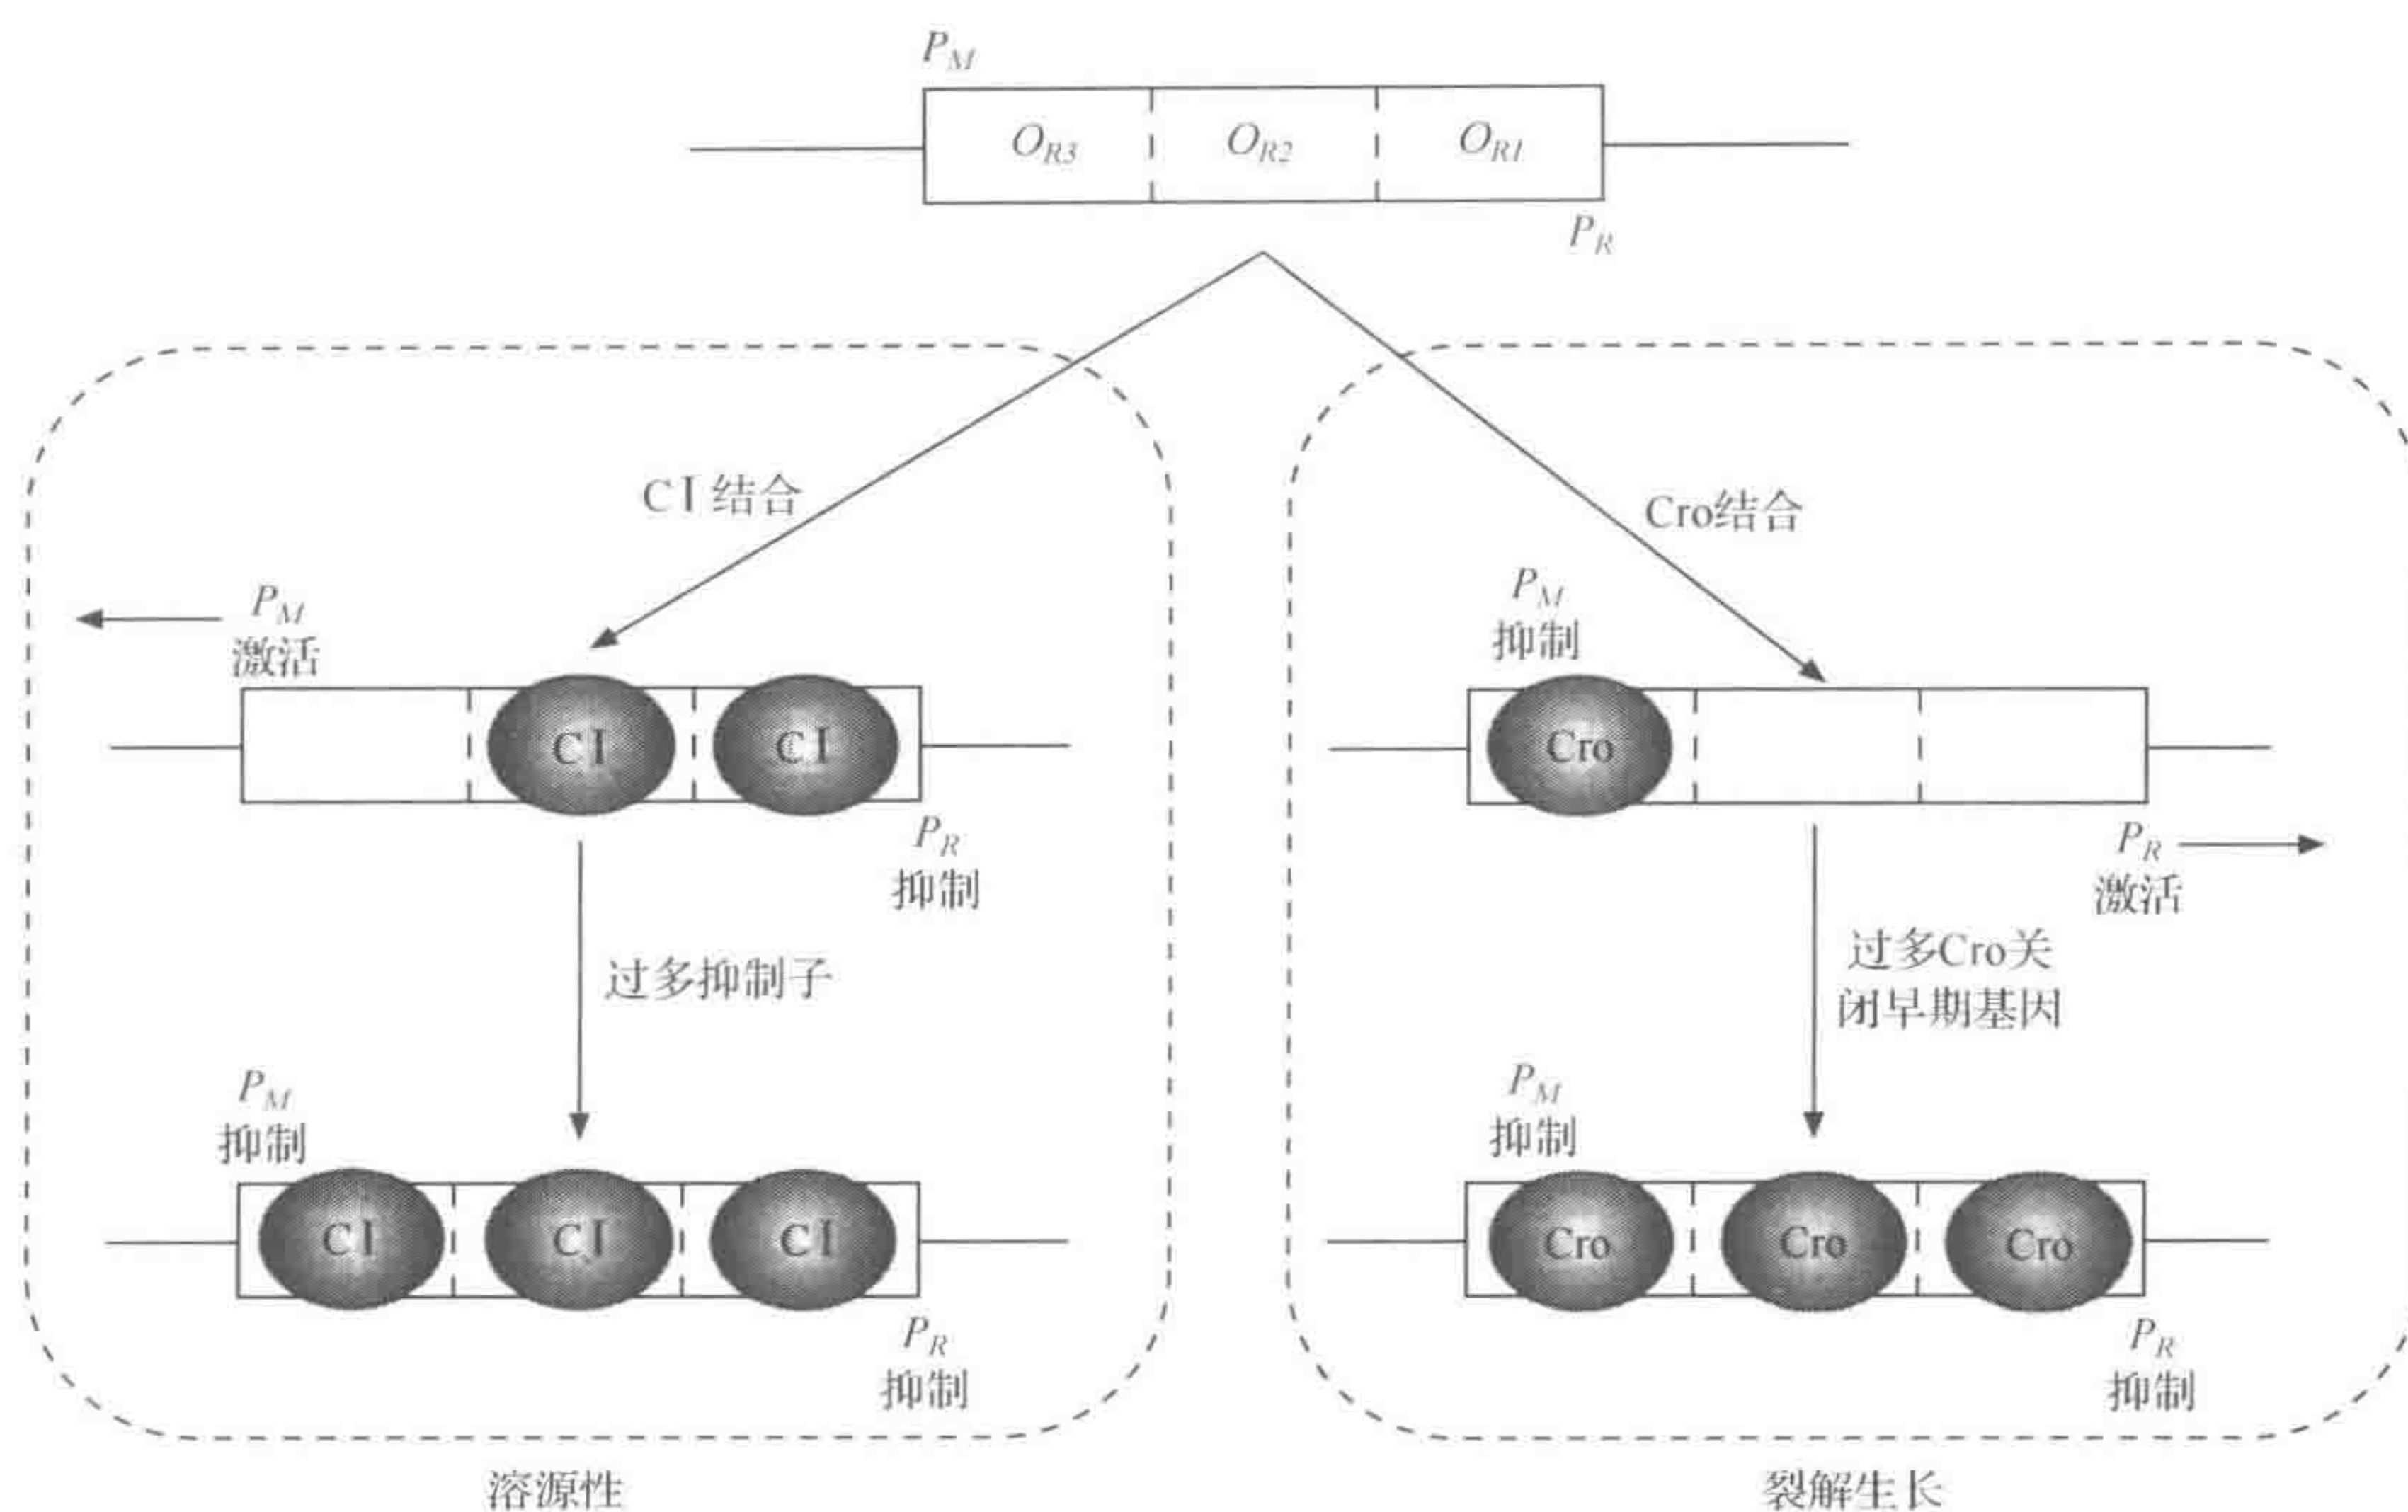 P_M
O_R3 O_R2 O_R1
P_R
CⅠ结合
Cro结合
P_M
激活
CⅠ CⅠ
P_R
抑制
P_M
抑制
Cro
P_R
激活
过多抑制子
过多Cro关
闭早期基因
P_M
抑制
CⅠ CⅠ CⅠ
P_R
抑制
P_M
抑制
Cro Cro Cro
P_R
抑制
溶源性
裂解生长